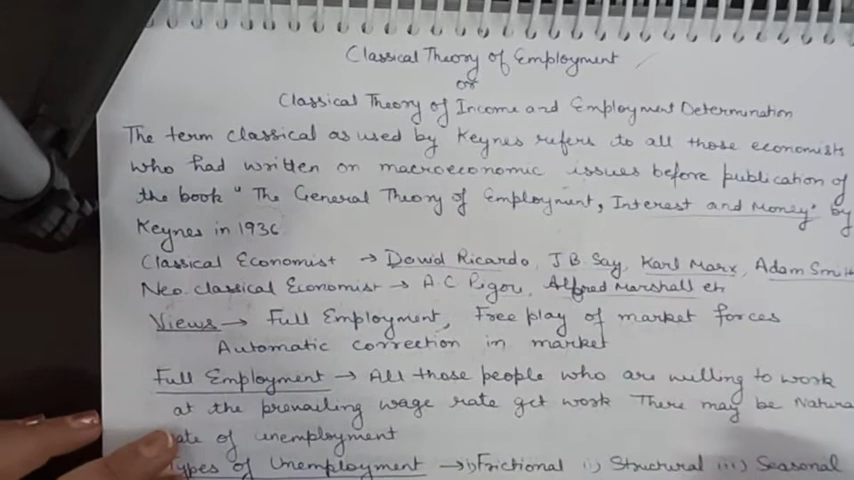 Classical Theory of Employment
or
Classical Theory of Income and Employment Determination
The term classical as used by Keynes refers to all those economists
who had written on macroeconomic issues before publication of
the book "The General Theory of Employment, Interest and Money" by
Keynes in 1936
Classical Economist → David Ricardo, J B. Say, Karl Marx, Adam Smith
Neo. classical Economist → A C Pigou, Alfred Marshall etc
Views → Full Employment, Free play of market forces
Automatic correction in market
Full Employment → All those people who are willing to work
at the prevailing wage rate get work There may be Natura
ate of unemployment
Types of Unemployment → i) Frictional ii) Structural iii) Seasonal